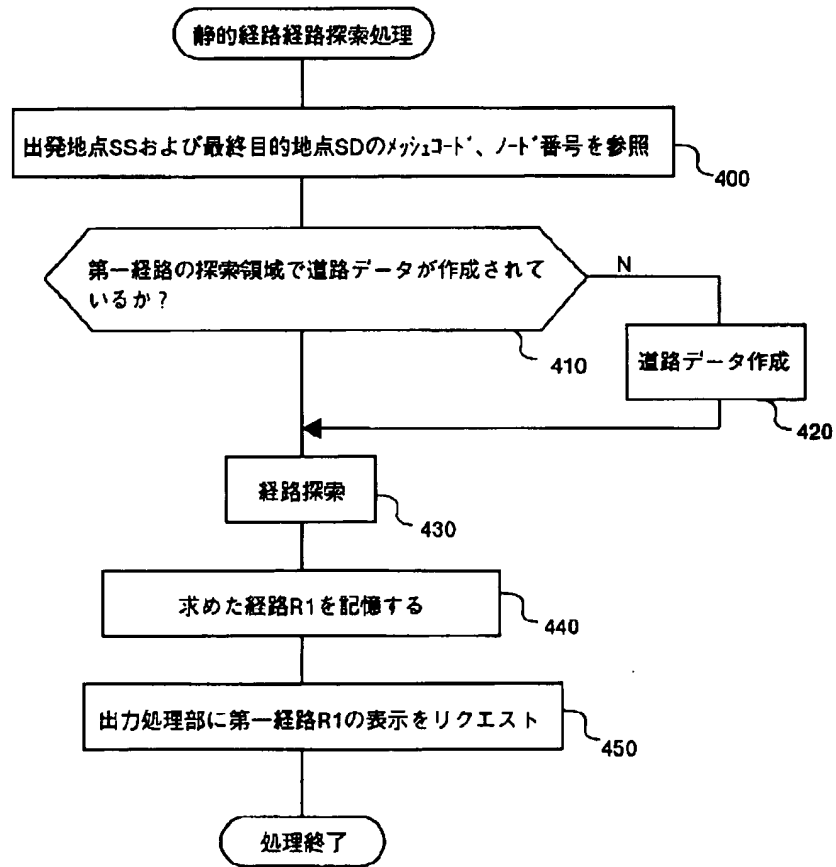 静的経路経路探索処理
出発地点SSおよび最終目的地点SDのﾒｯｼｭｺｰﾄﾞ、ﾉｰﾄﾞ番号を参照
400
第一経路の探索領域で道路データが作成されて
いるか？
N
410
道路データ作成
420
経路探索
430
求めた経路R1を記憶する
440
出力処理部に第一経路R1の表示をリクエスト
450
処理終了